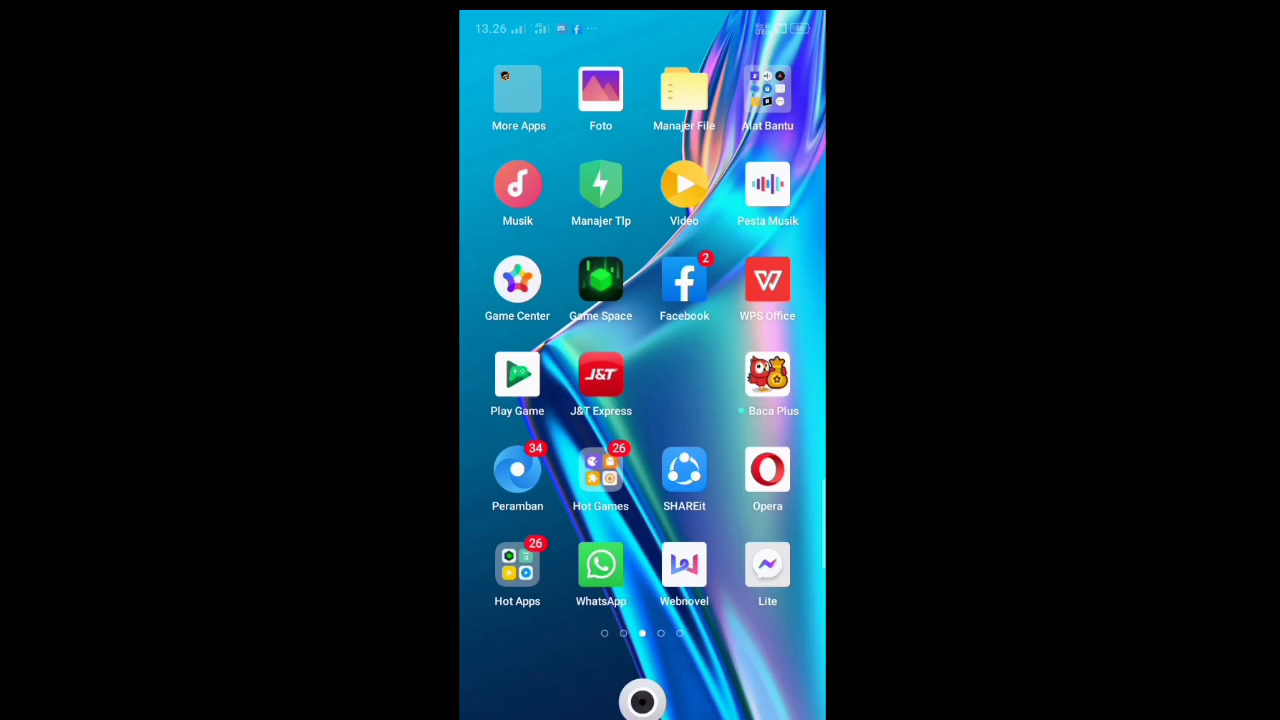 13.26
More Apps Foto Manajer File Alat Bantu
Musik Manajer Tlp Video Pesta Musik
2
Game Center Game Space Facebook WPS Office
J&T
Play Game J&T Express Baca Plus
34 26
Peramban Hot Games SHAREit Opera
26
Hot Apps WhatsApp Webnovel Lite